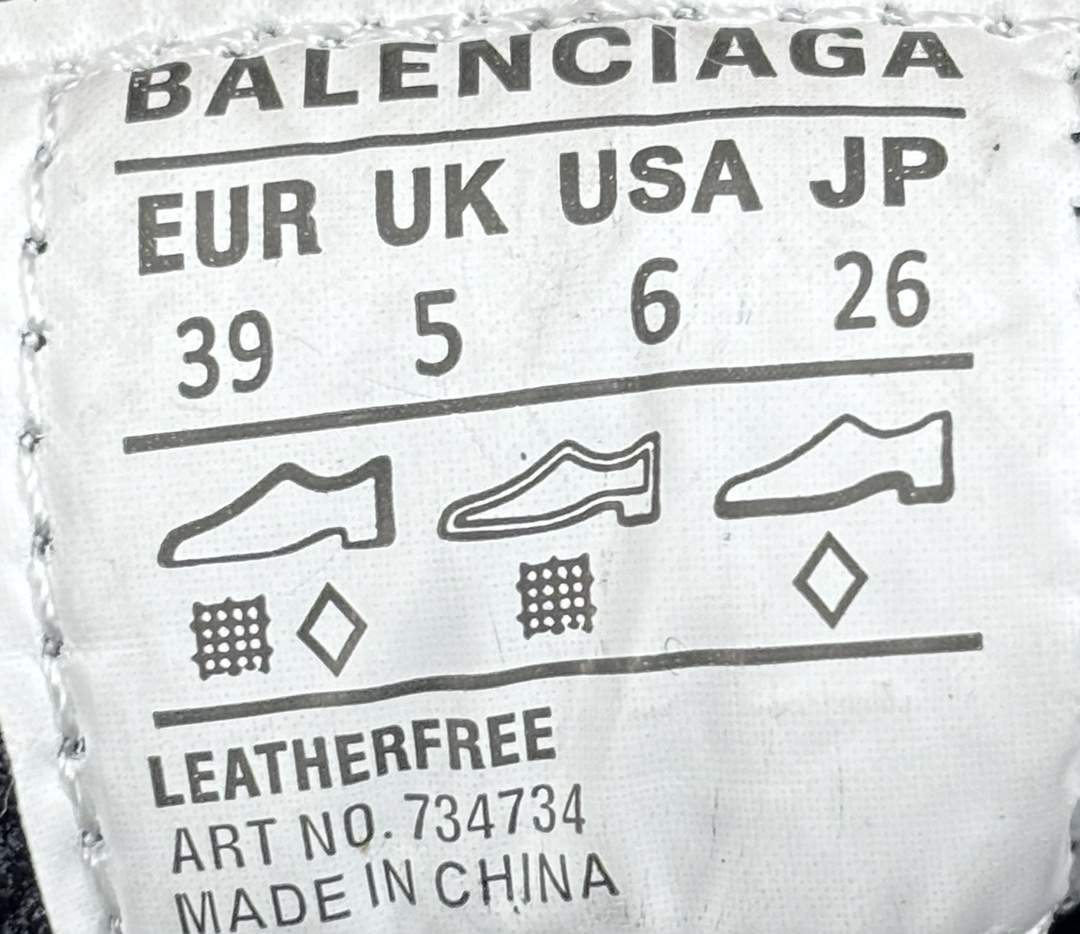 BALENCIAGA
EUR UK USA JP
39 5 6 26
LEATHERFREE
ART NO. 734734
MADE IN CHINA